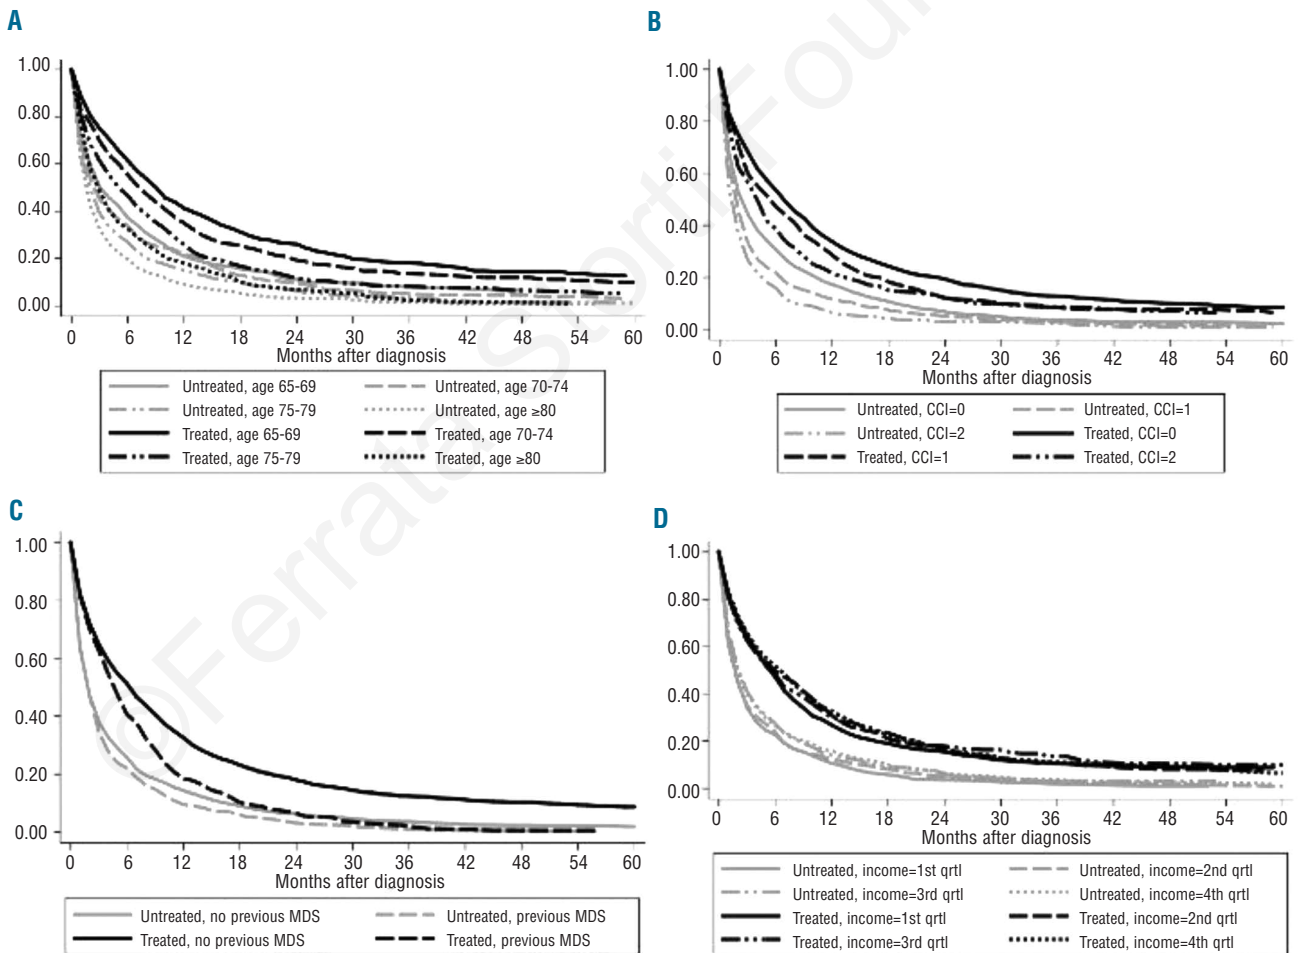 A
1.00
0.80
0.60
0.40
0.20
0.00
0 6 12 18 24 30 36 42 48 54 60
Months after diagnosis
Untreated, age 65-69 Untreated, age 70-74
Untreated, age 75-79 Untreated, age ≥80
Treated, age 65-69 Treated, age 70-74
Treated, age 75-79 Treated, age ≥80
B
1.00
0.80
0.60
0.40
0.20
0.00
0 6 12 18 24 30 36 42 48 54 60
Months after diagnosis
Untreated, CCI=0 Untreated, CCI=1
Untreated, CCI=2 Treated, CCI=0
Treated, CCI=1 Treated, CCI=2
C
1.00
0.80
0.60
0.40
0.20
0.00
0 6 12 18 24 30 36 42 48 54 60
Months after diagnosis
Untreated, no previous MDS Untreated, previous MDS
Treated, no previous MDS Treated, previous MDS
D
1.00
0.80
0.60
0.40
0.20
0.00
0 6 12 18 24 30 36 42 48 54 60
Months after diagnosis
Untreated, income=1st qrtl Untreated, income=2nd qrtl
Untreated, income=3rd qrtl Untreated, income=4th qrtl
Treated, income=1st qrtl Treated, income=2nd qrtl
Treated, income=3rd qrtl Treated, income=4th qrtl
©Ferrata Storti Foun